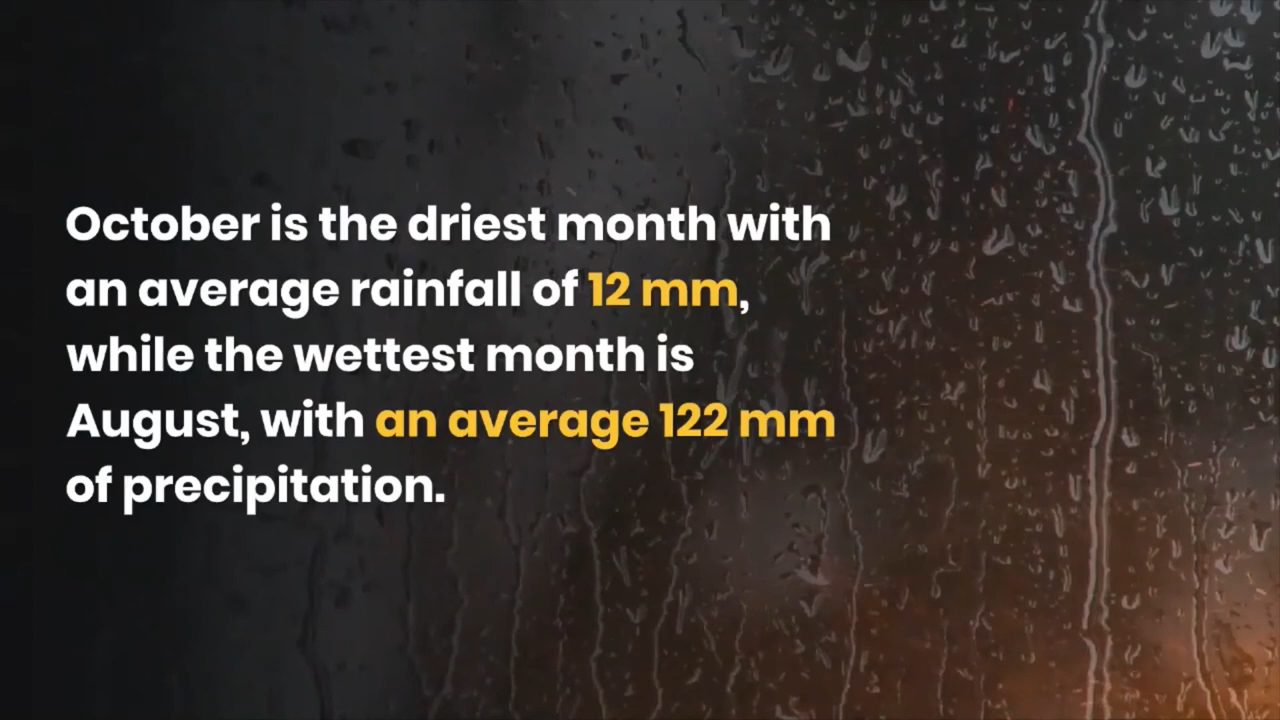 October is the driest month with
an average rainfall of 12 mm,
while the wettest month is
August, with an average 122 mm
of precipitation.